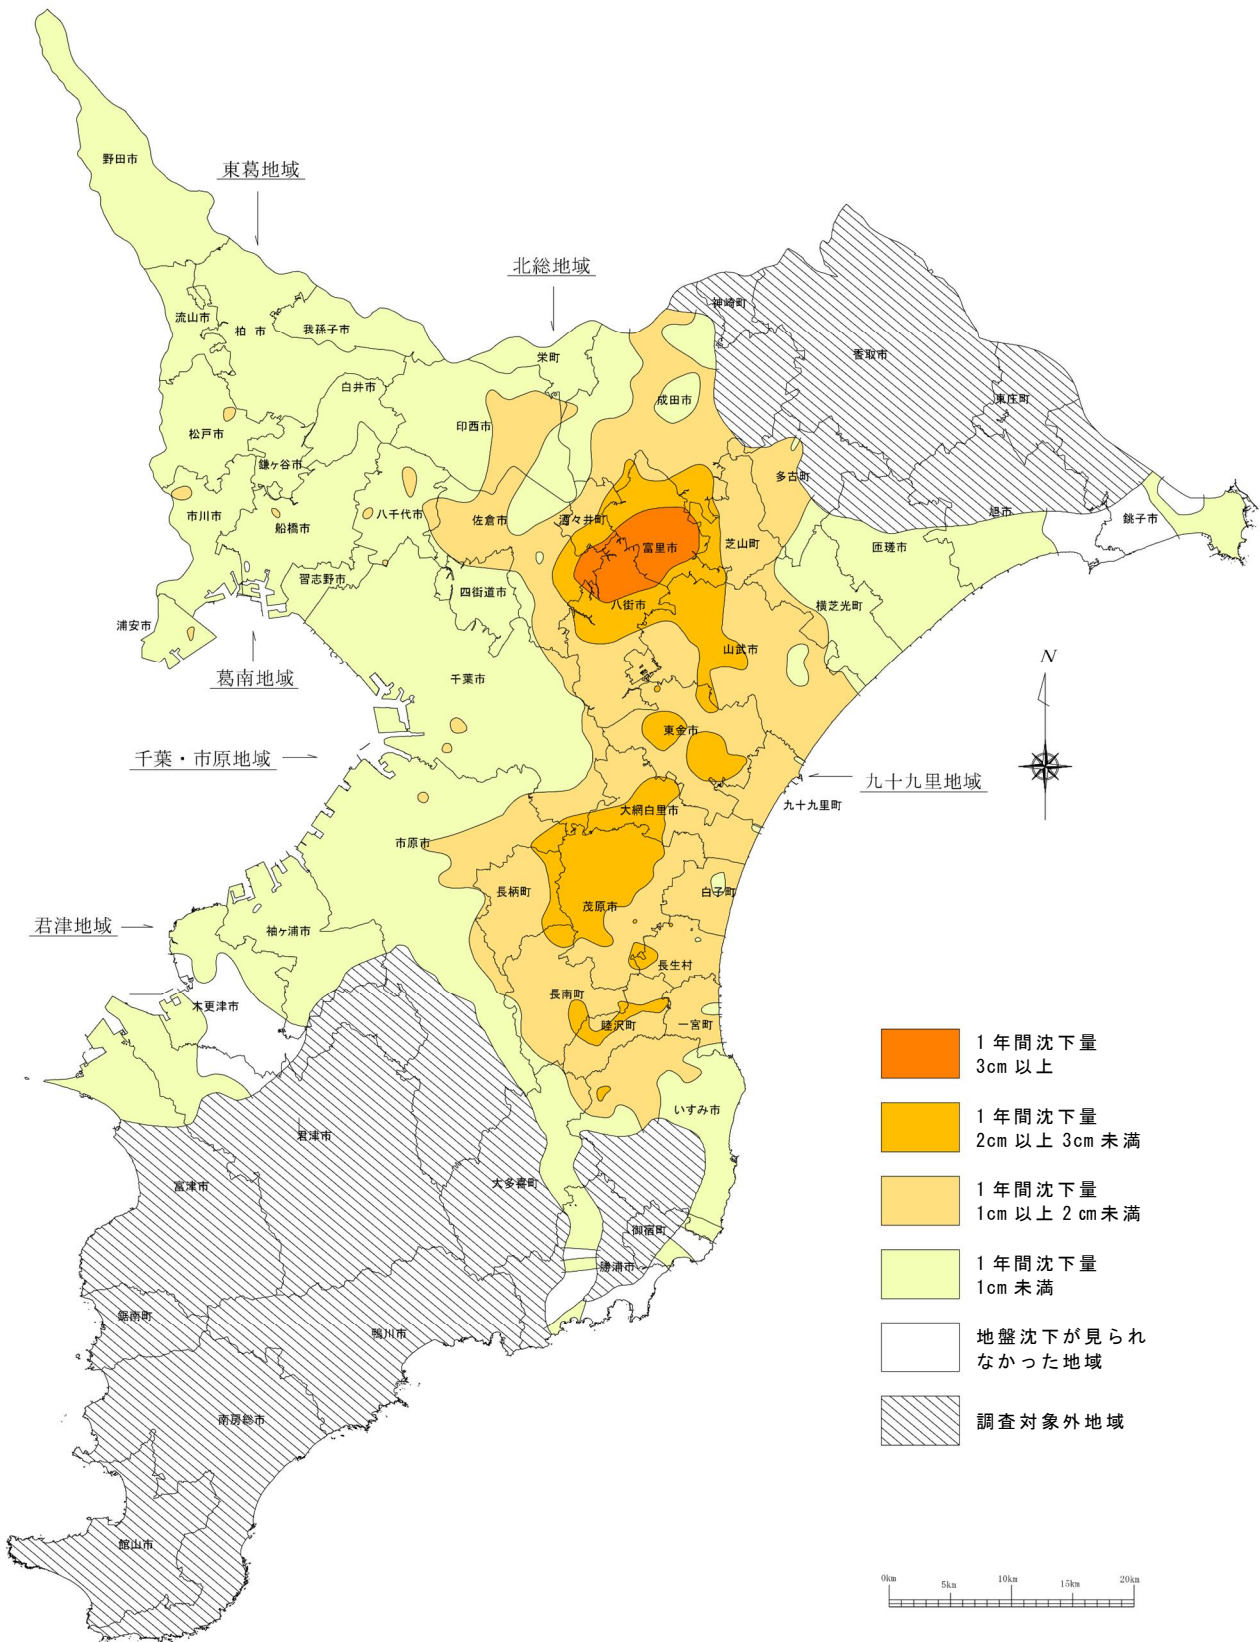 野田市
東葛地域
北総地域
神崎町
流山市
柏 市
我孫子市
栄町
香取市
白井市
成田市
東庄町
松戸市
印西市
鎌ヶ谷市
多古町
市川市
船橋市
八千代市
佐倉市
酒々井町
旭市
銚子市
富里市
芝山町
匝瑳市
習志野市
四街道市
八街市
横芝光町
浦安市
山武市
葛南地域
千葉市
N
東金市
千葉・市原地域
九十九里地域
九十九里町
大網白里市
市原市
長柄町
白子町
茂原市
君津地域
袖ヶ浦市
長生村
長南町
木更津市
睦沢町
一宮町
いすみ市
君津市
富津市
大多喜町
御宿町
勝浦市
鋸南町
鴨川市
南房総市
館山市
1年間沈下量
3cm以上
1年間沈下量
2cm以上3cm未満
1年間沈下量
1cm以上2cm未満
1年間沈下量
1cm未満
地盤沈下が見られ
なかった地域
調査対象外地域
0km 5km 10km 15km 20km